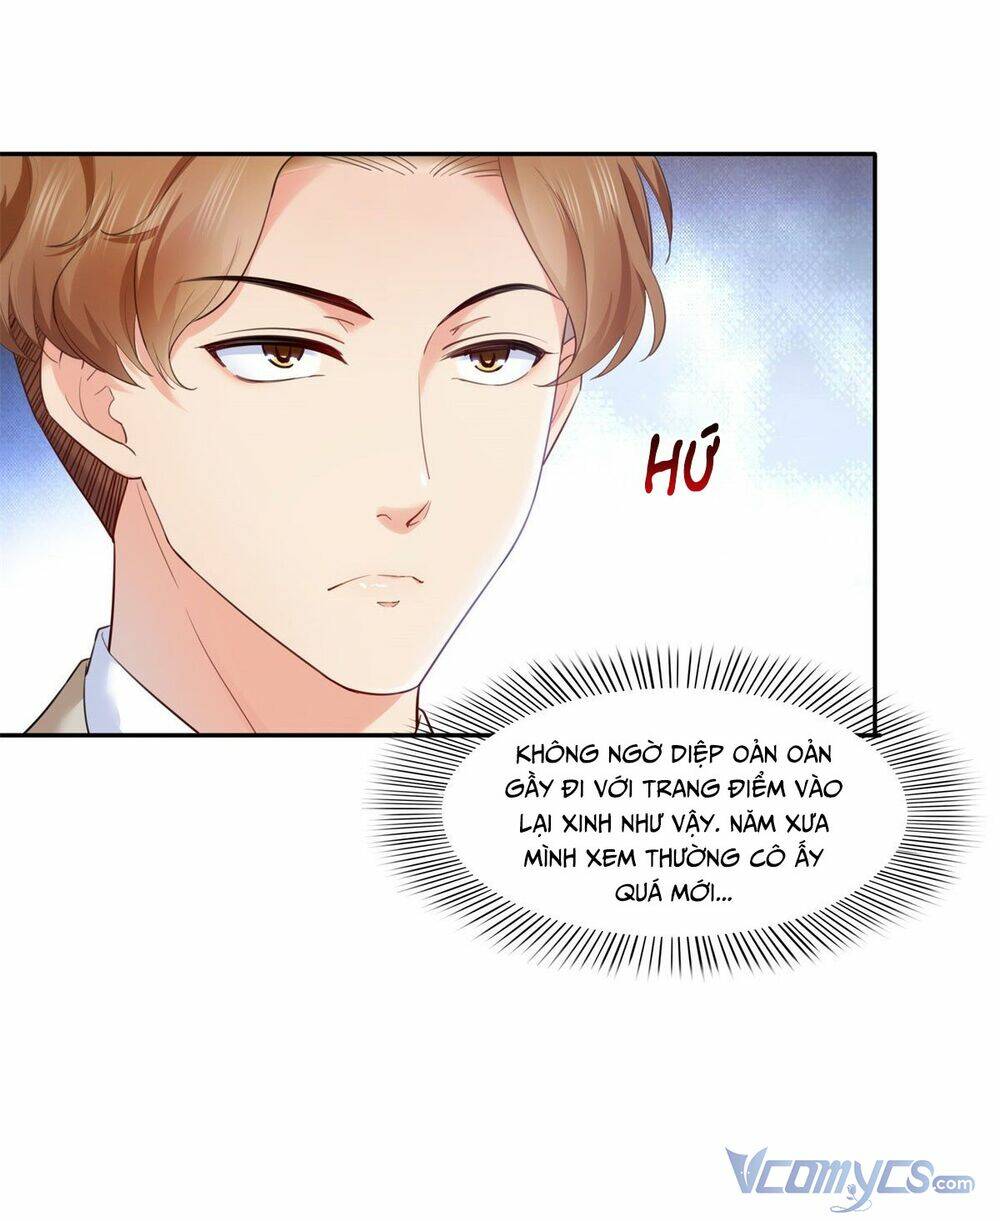 HỨ
KHÔNG NGỜ DIỆP OẢN OẢN
GẦY ĐI VỚI TRANG ĐIỂM VÀO
LẠI XINH NHƯ VẬY. NĂM XƯA
MÌNH XEM THƯỜNG CÔ ẤY
QUÁ MỚI...
VCOMYCS.com